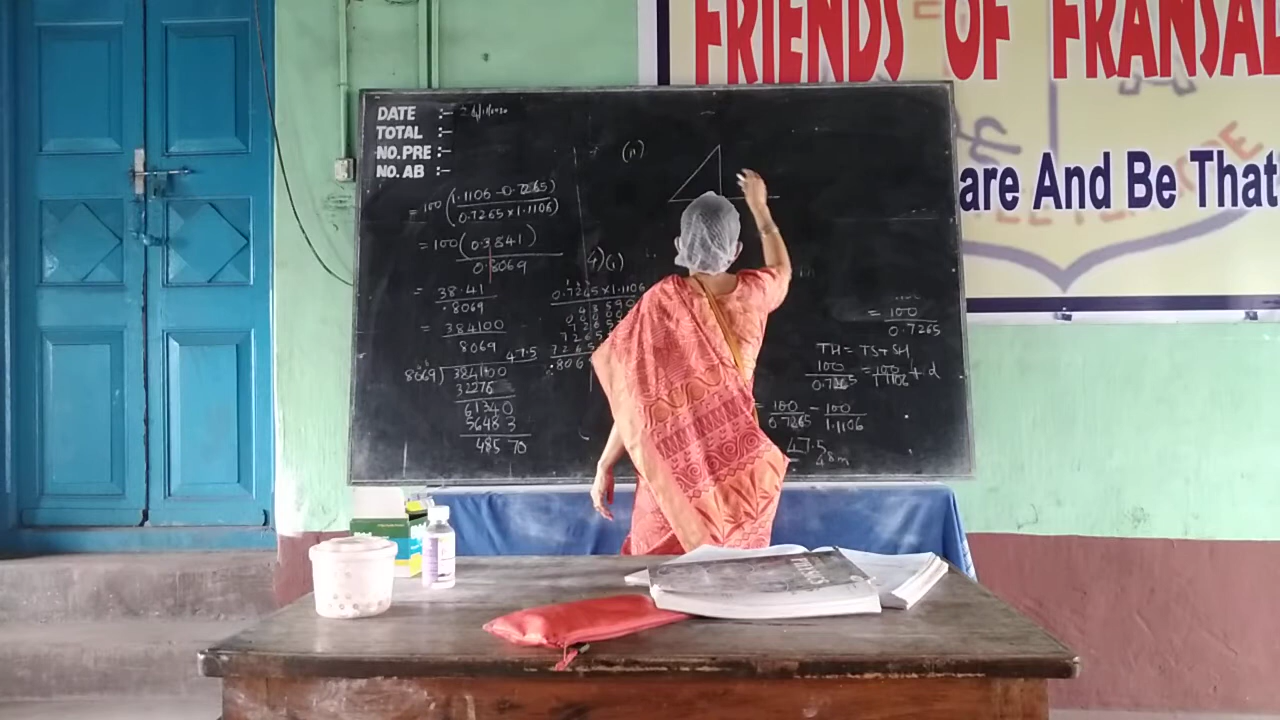 FRIENDS OF FRANSAL
are And Be That
DATE :-
TOTAL :-
NO.PRE :-
NO.AB :-
= 100 (1.1106 - 0.7265)
0.7265 x 1.1106
= 100 (0.3841)
0.8069
= 38.41
.8069
= 384100
8069
47.5
8069) 384100
32276
61340
56483
48570
(ii)
4)(i)
0.7265 x 1.1106
= 100
0.7265
TH = TS + SH
100 = 100 + d
0.7265 1.1106
= 100 - 100
0.7265 1.1106
47.5
48m
PHYSICS